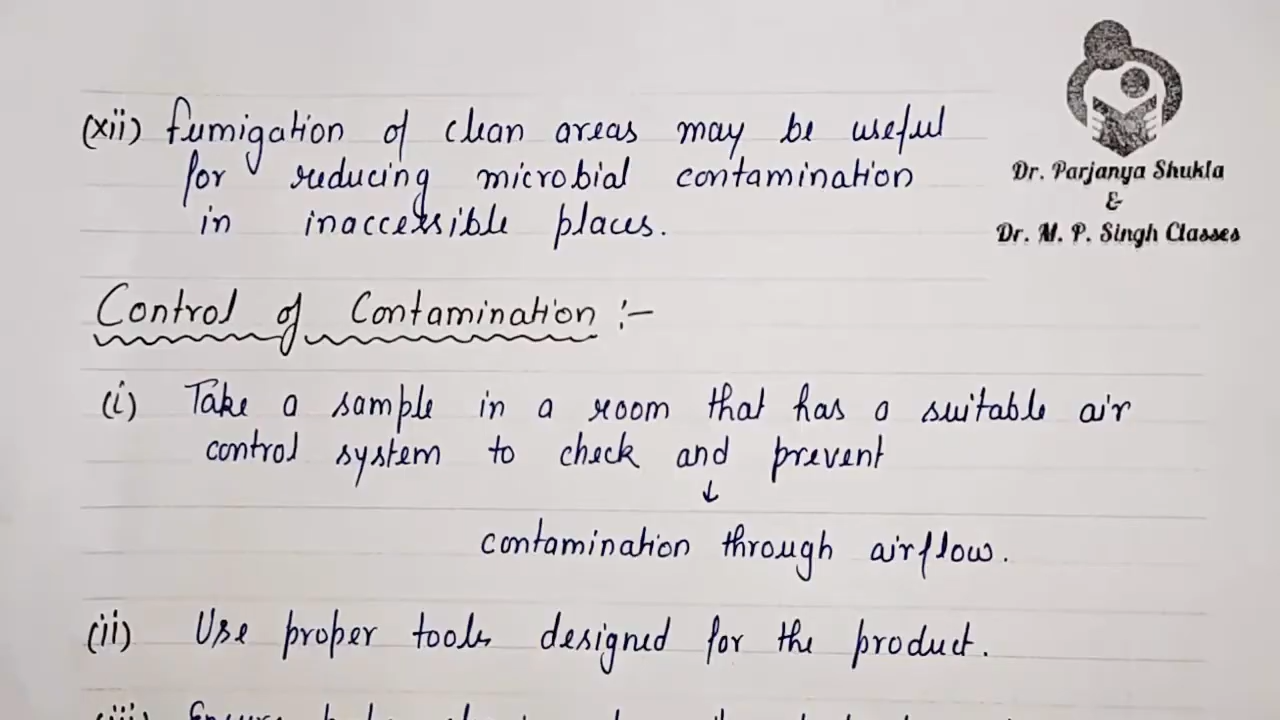 (xii) fumigation of clean areas may be useful
for reducing microbial contamination
in inaccessible places.
Dr. Parjanya Shukla
&
Dr. M. P. Singh Classes
Control of Contamination :-
(i) Take a sample in a room that has a suitable air
control system to check and prevent
↓
contamination through airflow.
(ii) Use proper tools designed for the product.
(iii) Ensure